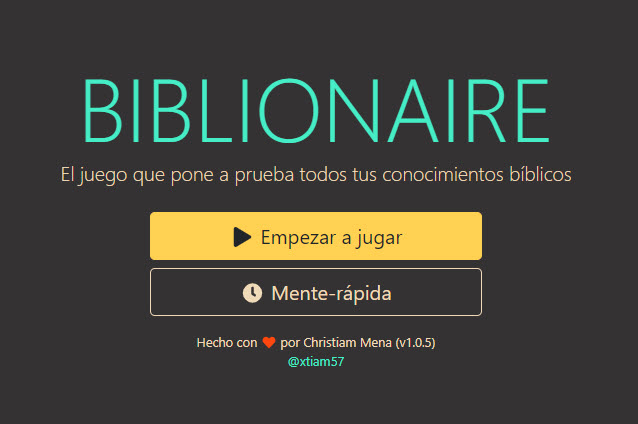 BIBLIONAIRE
El juego que pone a prueba todos tus conocimientos bíblicos
Empezar a jugar
Mente-rápida
Hecho con ❤ por Christiam Mena (v1.0.5)
@xtiam57